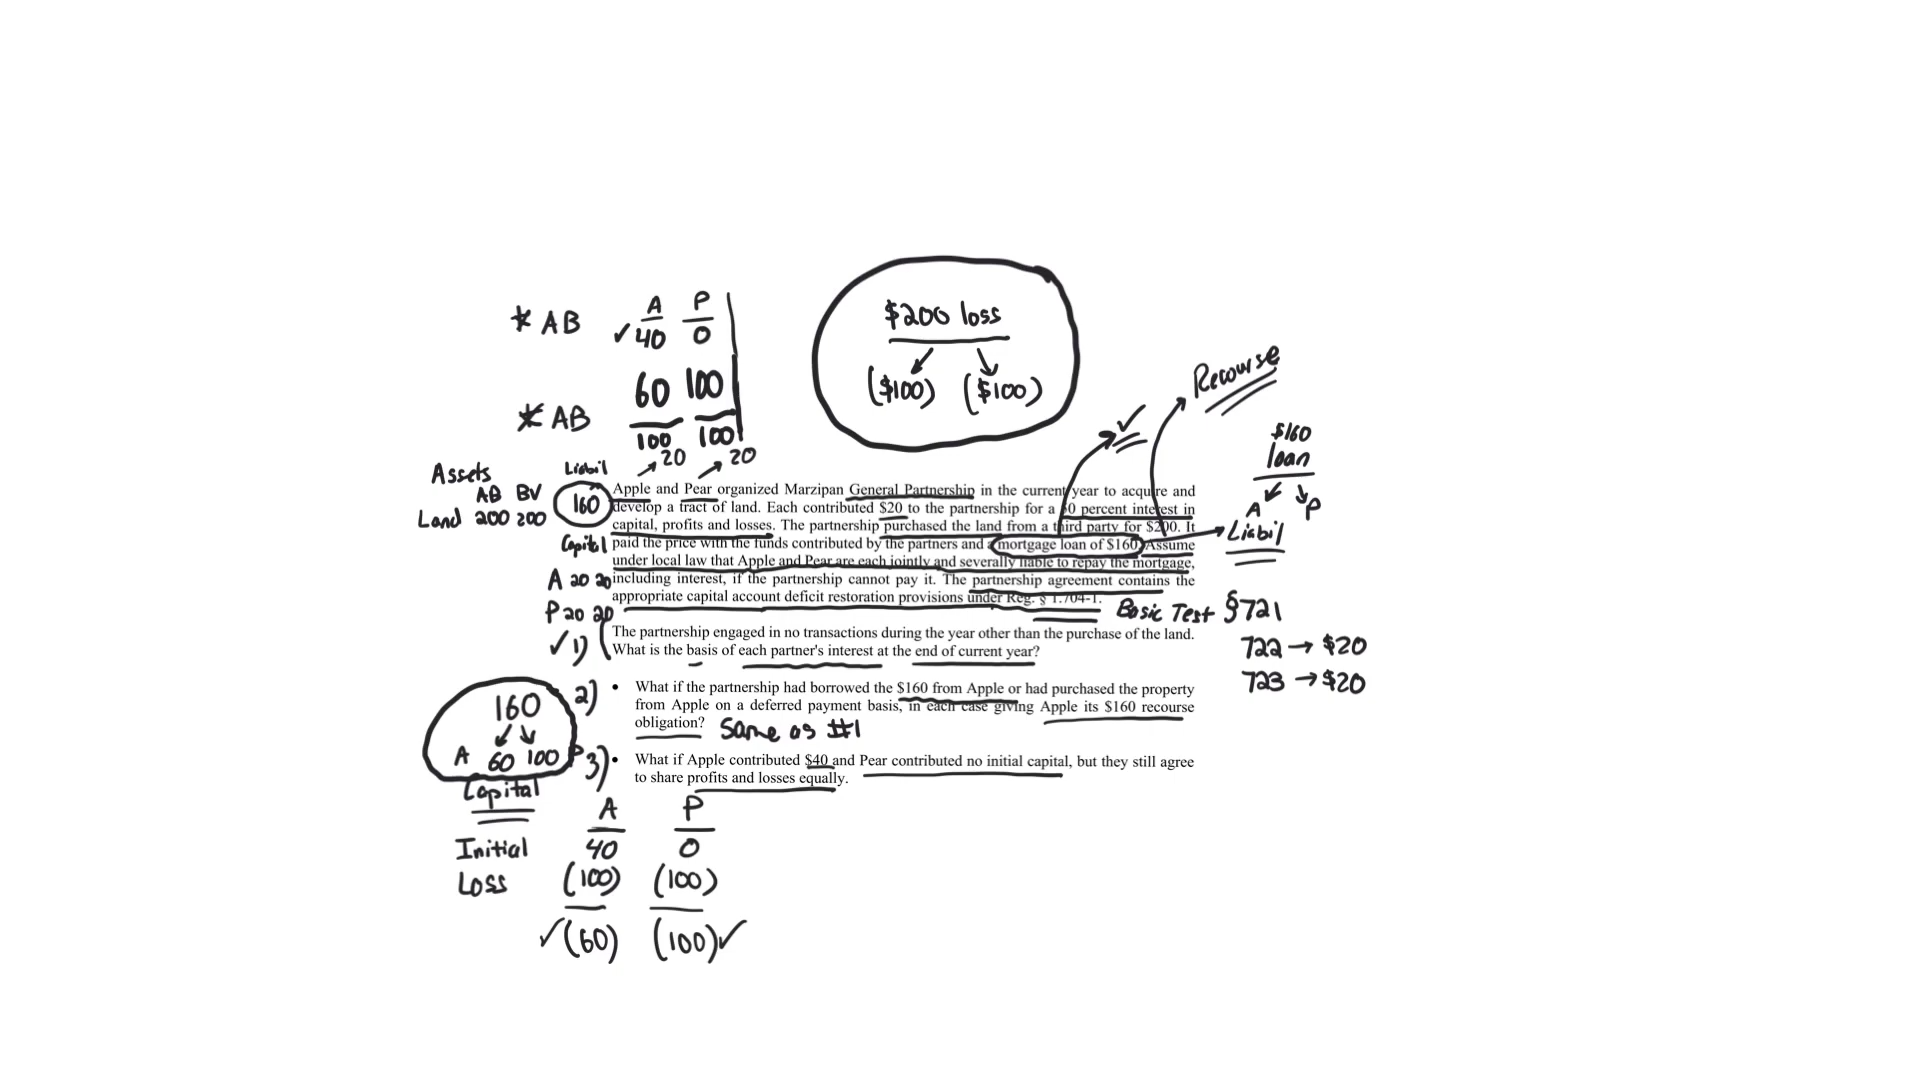 A P
* AB ✓ 40 0
60 100
* AB 100 100
→ 20 → 20
$200 loss
($100) ($100)
Recourse
✓
$160
loan
A P
Liabil
Assets Liabil
AB BV 160
Land 200 200
Capital
A 20 20
P 20 20
Apple and Pear organized Marzipan General Partnership in the current year to acquire and
develop a tract of land. Each contributed $20 to the partnership for a 50 percent interest in
capital, profits and losses. The partnership purchased the land from a third party for $200. It
paid the price with the funds contributed by the partners and a mortgage loan of $160. Assume
under local law that Apple and Pear are each jointly and severally liable to repay the mortgage,
including interest, if the partnership cannot pay it. The partnership agreement contains the
appropriate capital account deficit restoration provisions under Reg. § 1.704-1.
Basic Test §721
722 → $20
723 → $20
✓ 1)
The partnership engaged in no transactions during the year other than the purchase of the land.
What is the basis of each partner's interest at the end of current year?
2) • What if the partnership had borrowed the $160 from Apple or had purchased the property
from Apple on a deferred payment basis, in each case giving Apple its $160 recourse
obligation? Same as #1
160
A 60 100 P
3) • What if Apple contributed $40 and Pear contributed no initial capital, but they still agree
to share profits and losses equally.
Capital
A P
Initial 40 0
Loss (100) (100)
✓ (60) (100) ✓